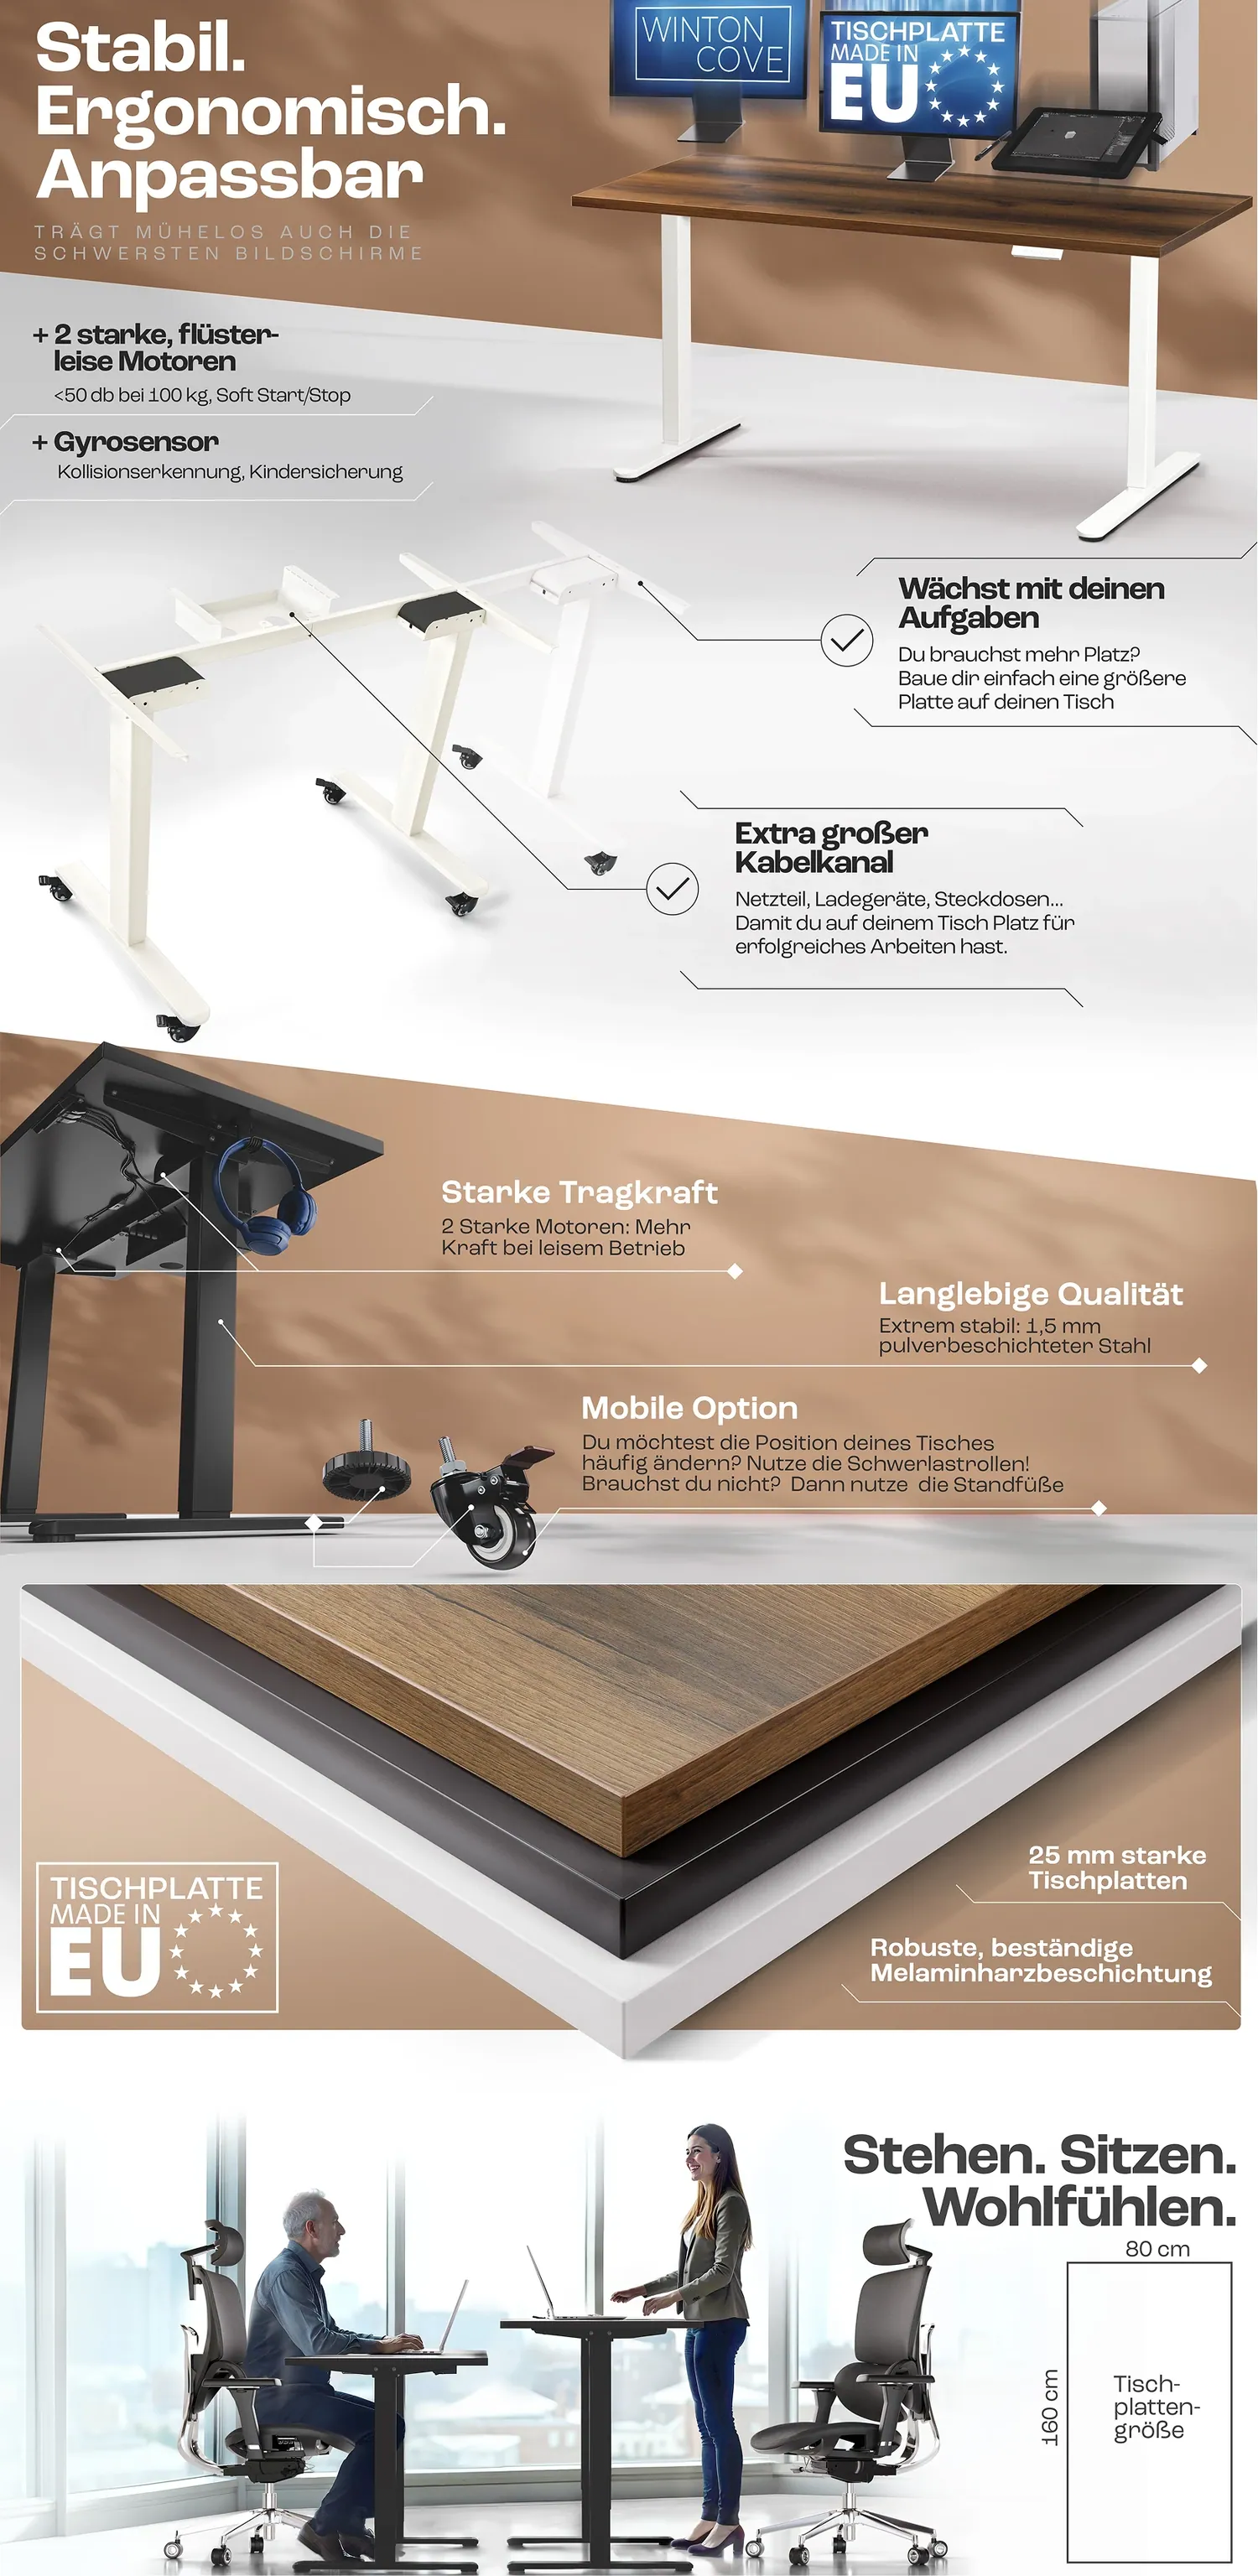 Stabil.
Ergonomisch.
Anpassbar
TRÄGT MÜHELOS AUCH DIE
SCHWERSTEN BILDSCHIRME
WINTON
COVE
TISCHPLATTE
MADE IN
EU
+ 2 starke, flüster-
leise Motoren
<50 db bei 100 kg, Soft Start/Stop
+ Gyrosensor
Kollisionserkennung, Kindersicherung
Wächst mit deinen
Aufgaben
Du brauchst mehr Platz?
Baue dir einfach eine größere
Platte auf deinen Tisch
Extra großer
Kabelkanal
Netzteil, Ladegeräte, Steckdosen...
Damit du auf deinem Tisch Platz für
erfolgreiches Arbeiten hast.
Starke Tragkraft
2 Starke Motoren: Mehr
Kraft bei leisem Betrieb
Langlebige Qualität
Extrem stabil: 1,5 mm
pulverbeschichteter Stahl
Mobile Option
Du möchtest die Position deines Tisches
häufig ändern? Nutze die Schwerlastrollen!
Brauchst du nicht? Dann nutze die Standfüße
25 mm starke
Tischplatten
Robuste, beständige
Melaminharzbeschichtung
TISCHPLATTE
MADE IN
EU
Stehen. Sitzen.
Wohlfühlen.
80 cm
160 cm
Tisch-
platten-
größe